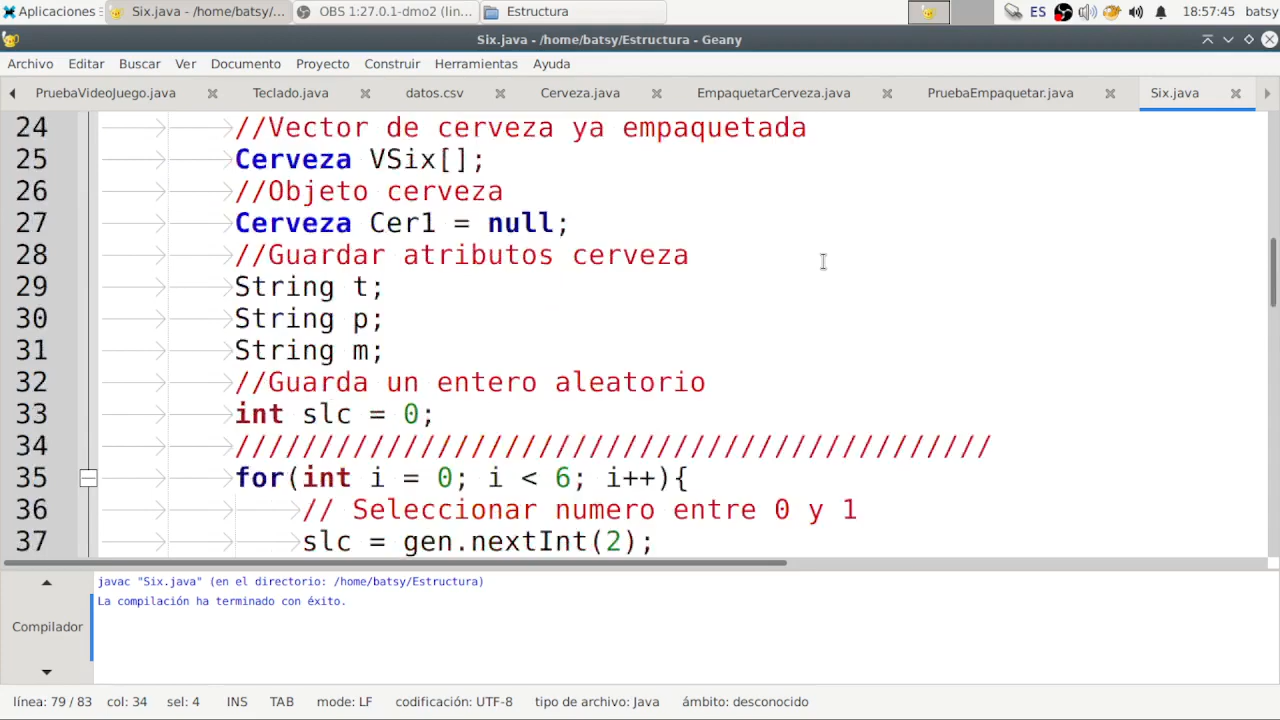 Aplicaciones
Six.java - /home/batsy/...
OBS 1:27.0.1-dmo2 (lin...
Estructura
ES
18:57:45 batsy
Six.java - /home/batsy/Estructura - Geany
Archivo Editar Buscar Ver Documento Proyecto Construir Herramientas Ayuda
PruebaVideoJuego.java Teclado.java datos.csv Cerveza.java EmpaquetarCerveza.java PruebaEmpaquetar.java Six.java
24 //Vector de cerveza ya empaquetada
25 Cerveza VSix[];
26 //Objeto cerveza
27 Cerveza Cer1 = null;
28 //Guardar atributos cerveza
29 String t;
30 String p;
31 String m;
32 //Guarda un entero aleatorio
33 int slc = 0;
34 /////////////////////////////////////////////
35 for(int i = 0; i < 6; i++){
36 // Seleccionar numero entre 0 y 1
37 slc = gen.nextInt(2);
javac "Six.java" (en el directorio: /home/batsy/Estructura)
La compilación ha terminado con éxito.
Compilador
línea: 79 / 83 col: 34 sel: 4 INS TAB mode: LF codificación: UTF-8 tipo de archivo: Java ámbito: desconocido